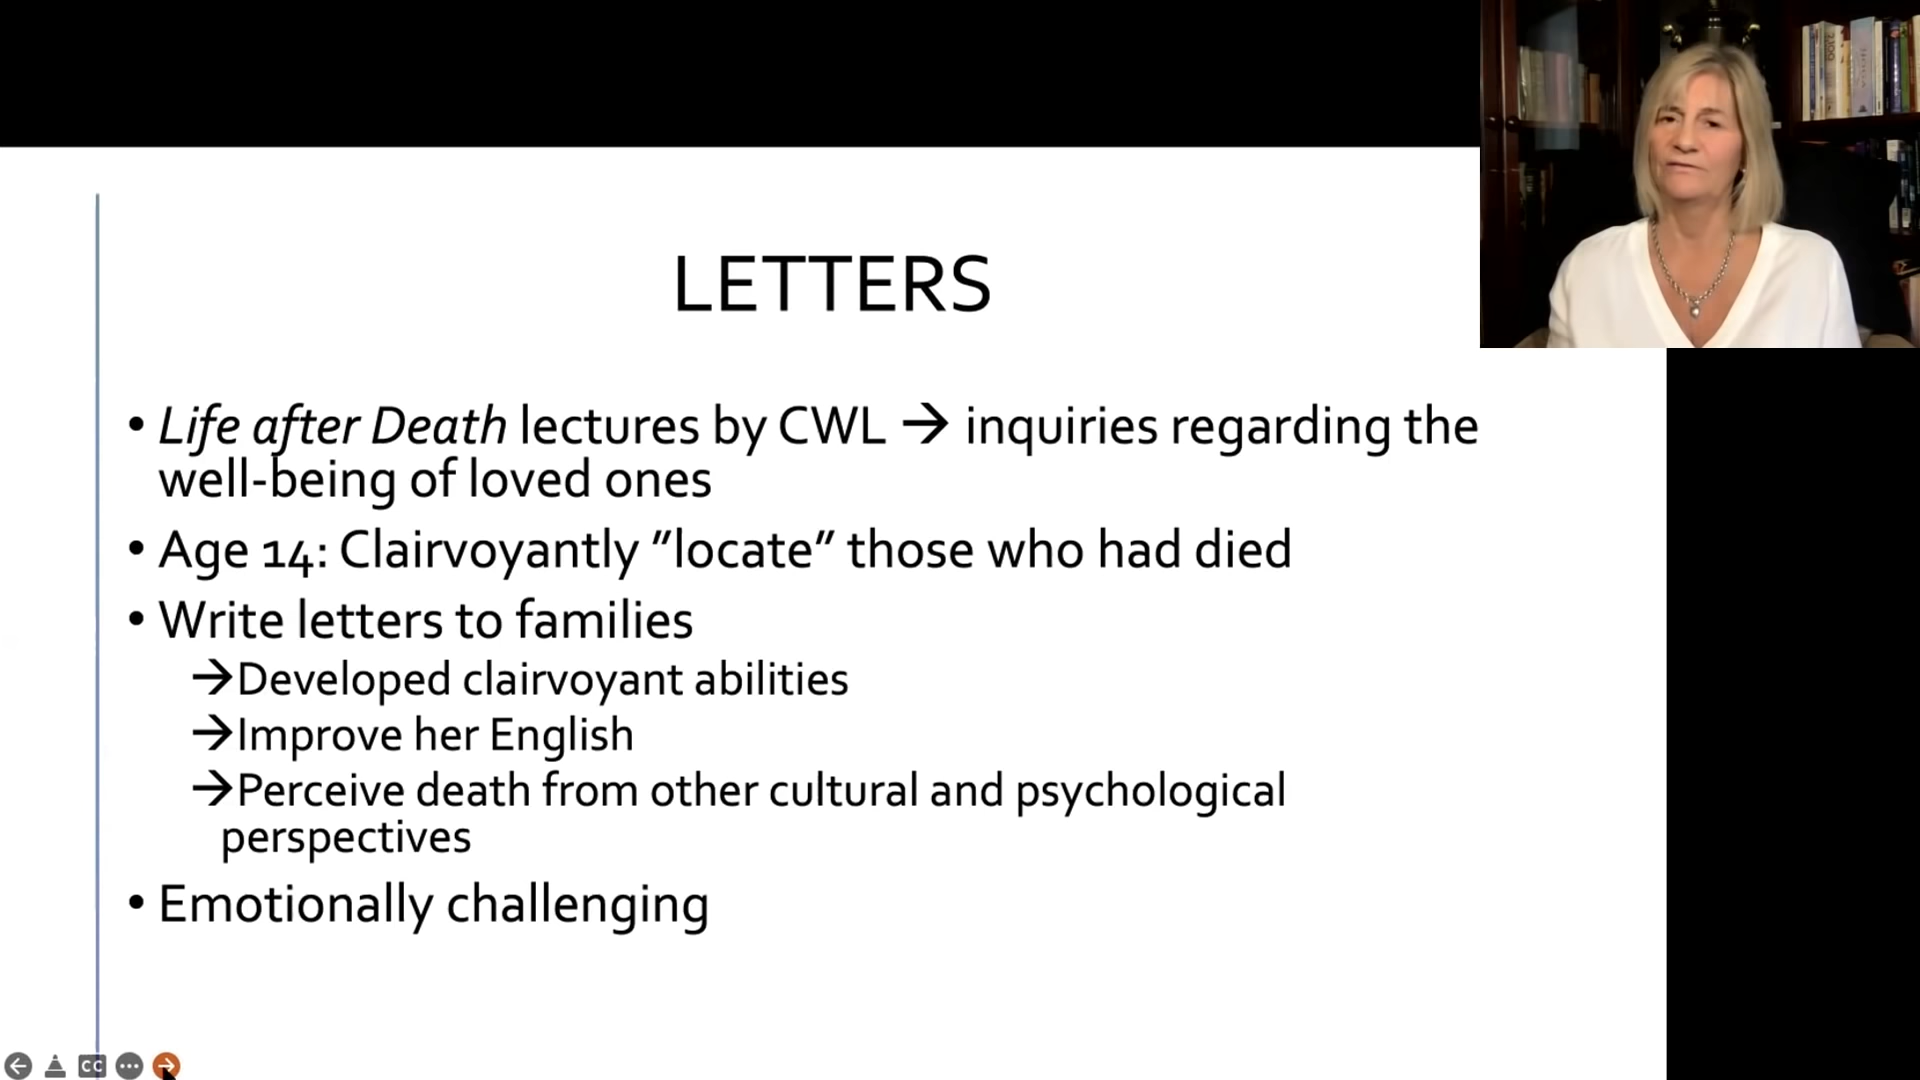 LETTERS
• Life after Death lectures by CWL → inquiries regarding the
well-being of loved ones
• Age 14: Clairvoyantly ”locate” those who had died
• Write letters to families
→Developed clairvoyant abilities
→Improve her English
→Perceive death from other cultural and psychological
perspectives
• Emotionally challenging
CC